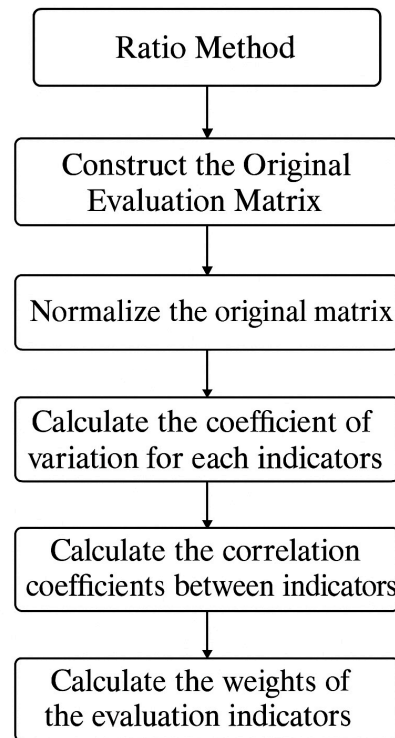 Ratio Method
Construct the Original
Evaluation Matrix
Normalize the original matrix
Calculate the coefficient of
variation for each indicators
Calculate the correlation
coefficients between indicators
Calculate the weights of
the evaluation indicators